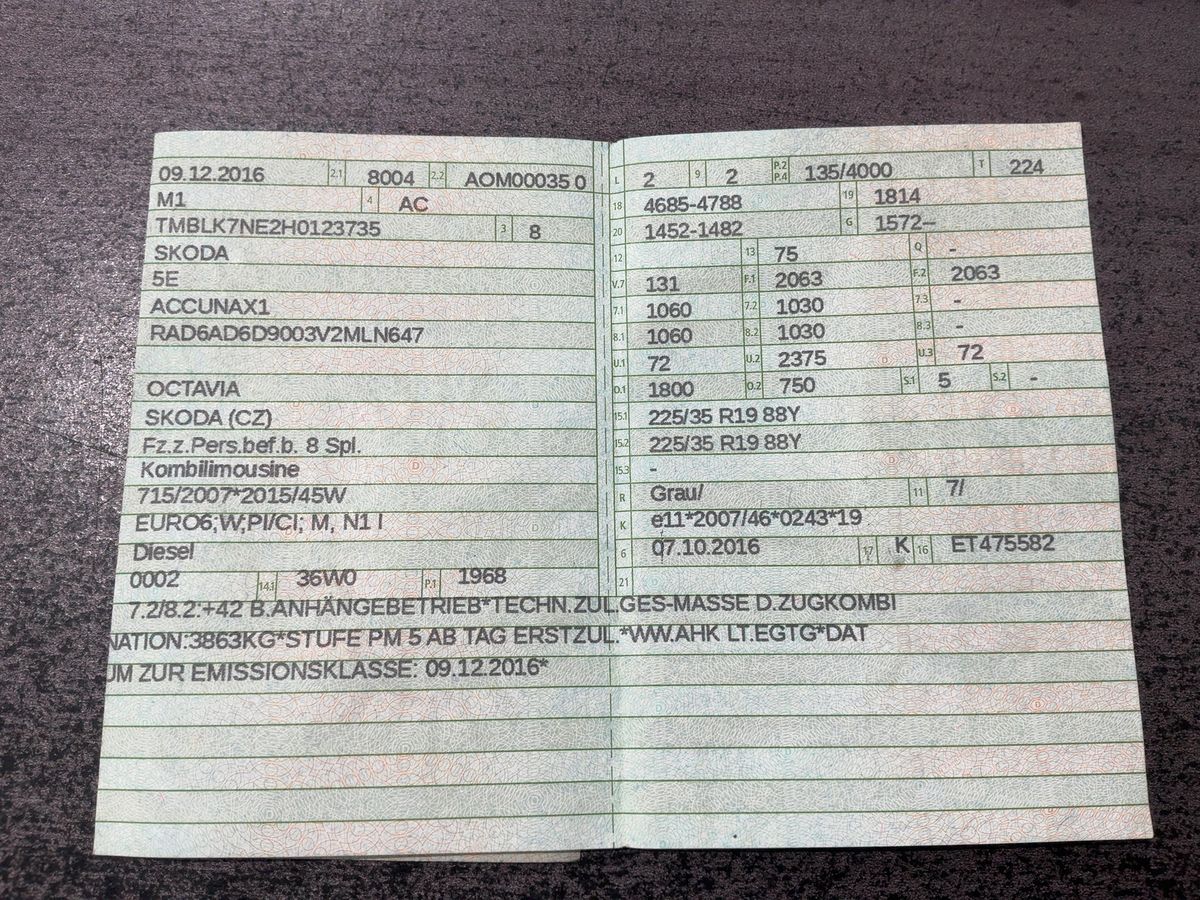 09.12.2016 2.1 8004 2.2 AOM00035 0
M1 4 AC
TMBLK7NE2H0123735 3 8
SKODA
5E
ACCUNAX1
RAD6AD6D9003V2MLN647
OCTAVIA
SKODA (CZ)
Fz.z.Pers.bef.b. 8 Spl.
Kombilimousine
715/2007*2015/45W
EURO6;W;PI/CI; M, N1 I
Diesel
0002 14.1 36W0 P.1 1968
L 2 9 2 P.2 P.4 135/4000 T 224
18 4685-4788 19 1814
20 1452-1482 G 1572–
12 13 75 Q -
V.7 131 F.1 2063 F.2 2063
7.1 1060 7.2 1030 7.3 -
8.1 1060 8.2 1030 8.3 -
U.1 72 U.2 2375 U.3 72
O.1 1800 O.2 750 S.1 5 S.2 -
15.1 225/35 R19 88Y
15.2 225/35 R19 88Y
15.3 -
R Grau/ 11 7/
K e11*2007/46*0243*19
6 07.10.2016 17 K 16 ET475582
21
7.2/8.2:+42 B.ANHÄNGEBETRIEB*TECHN.ZUL.GES-MASSE D.ZUGKOMBI
NATION:3863KG*STUFE PM 5 AB TAG ERSTZUL.*WW.AHK LT.EGTG*DAT
UM ZUR EMISSIONSKLASSE: 09.12.2016*